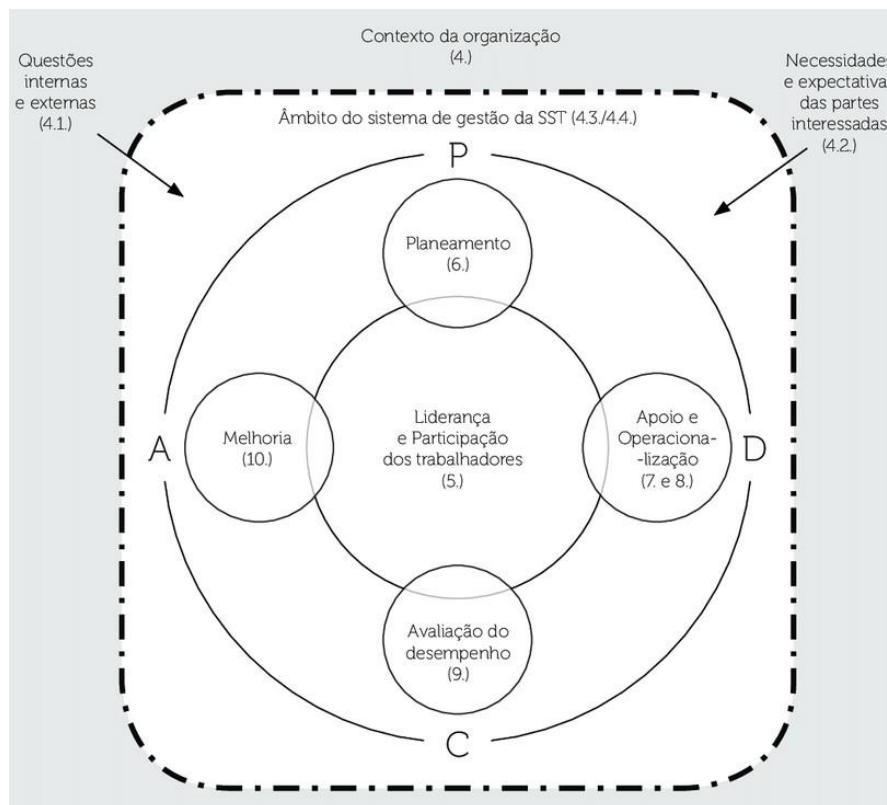 Contexto da organização
(4.)
Questões
internas
e externas
(4.1.)
Necessidades
e expectativa
das partes
interessadas
(4.2.)
Âmbito do sistema de gestão da SST (4.3./4.4.)
P
Planeamento
(6.)
A
Melhoria
(10.)
Liderança
e Participação
dos trabalhadores
(5.)
Apoio e
Operaciona-
-lização
(7. e 8.)
D
Avaliação do
desempenho
(9.)
C